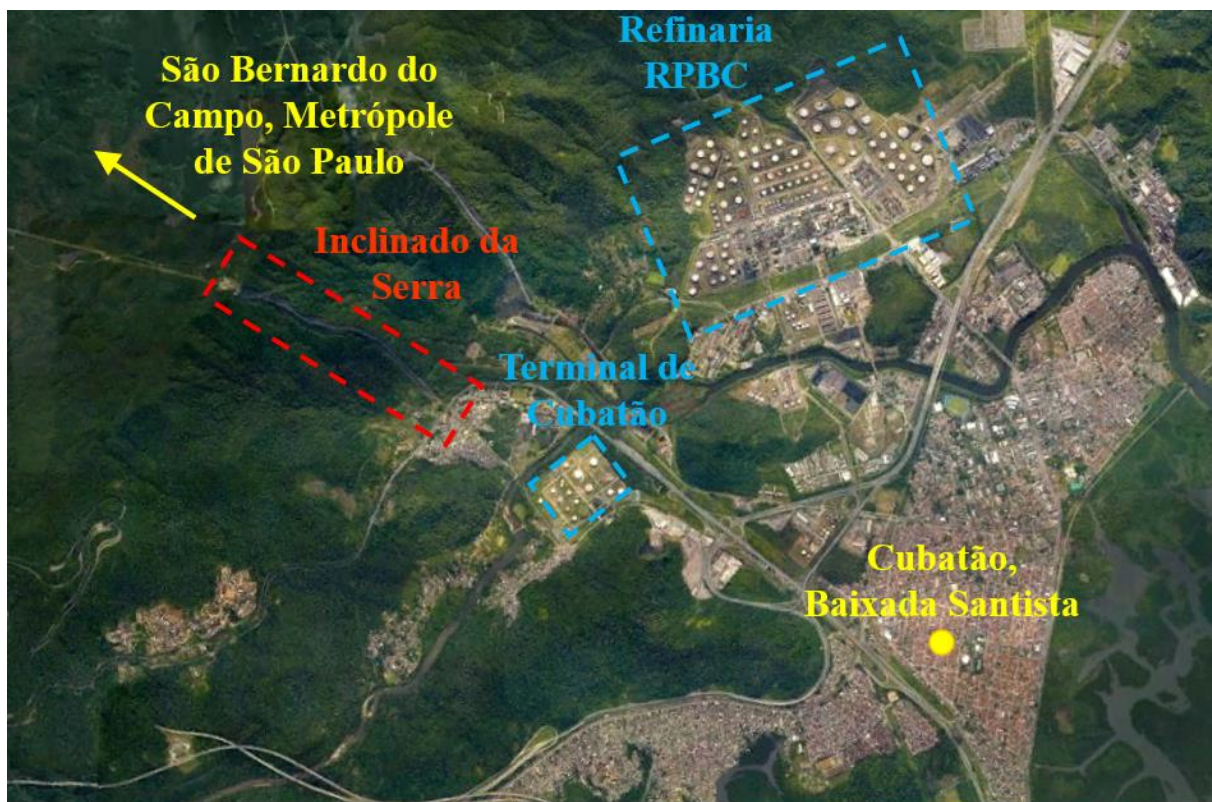 Refinaria
RPBC
São Bernardo do
Campo, Metrópole
de São Paulo
Inclinado da
Serra
Terminal de
Cubatão
Cubatão,
Baixada Santista